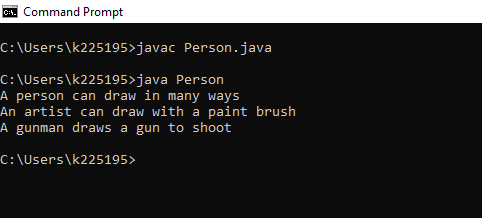 Command Prompt
C:\Users\k225195>javac Person.java
C:\Users\k225195>java Person
A person can draw in many ways
An artist can draw with a paint brush
A gunman draws a gun to shoot
C:\Users\k225195>